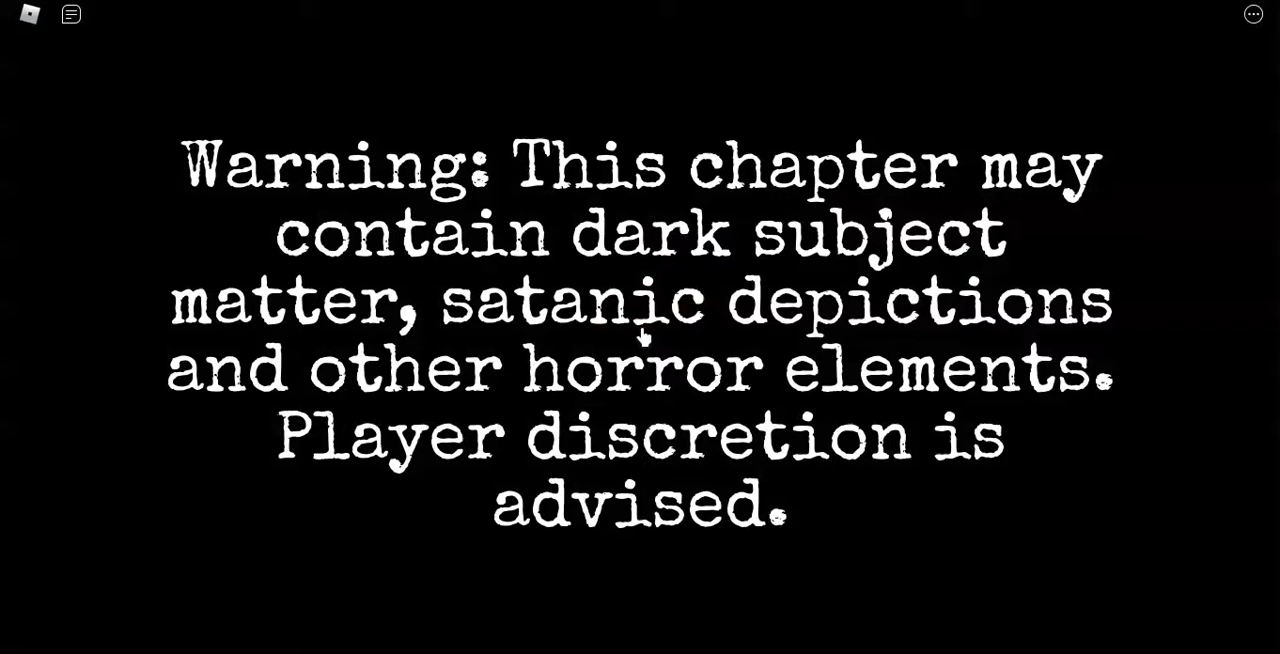 Warning: This chapter may
contain dark subject
matter, satanic depictions
and other horror elements.
Player discretion is
advised.